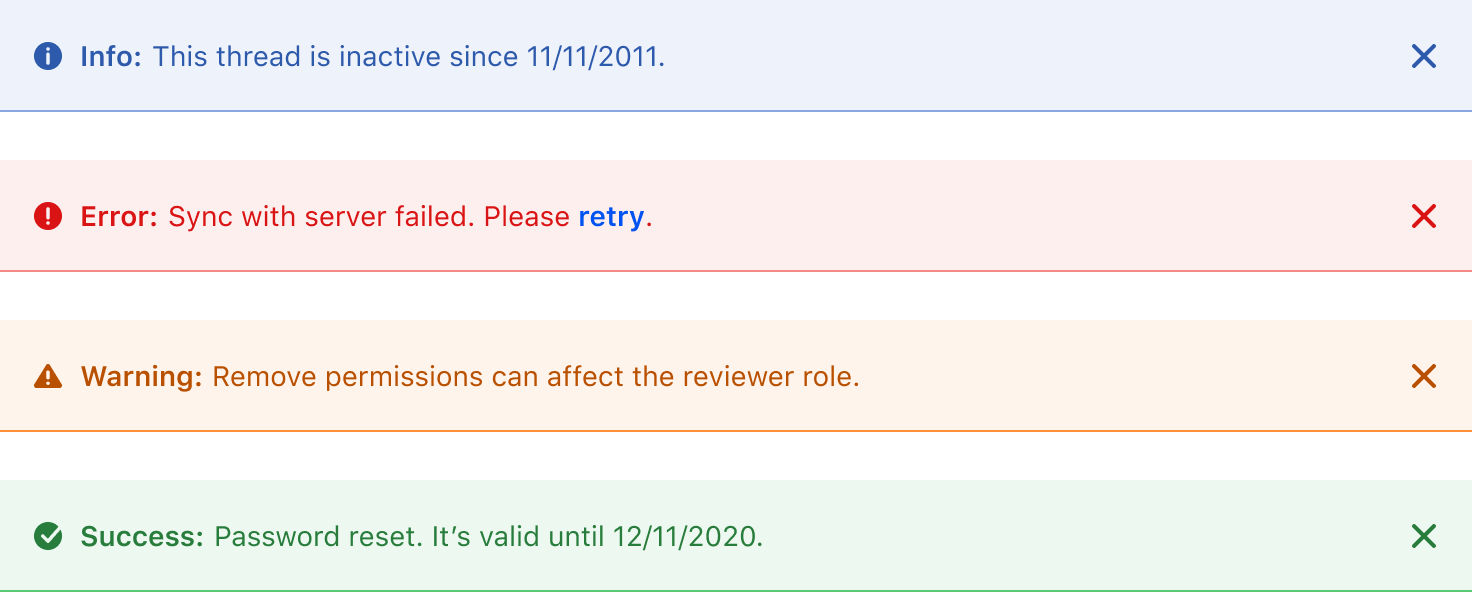 Info: This thread is inactive since 11/11/2011.
Error: Sync with server failed. Please retry.
Warning: Remove permissions can affect the reviewer role.
Success: Password reset. It’s valid until 12/11/2020.